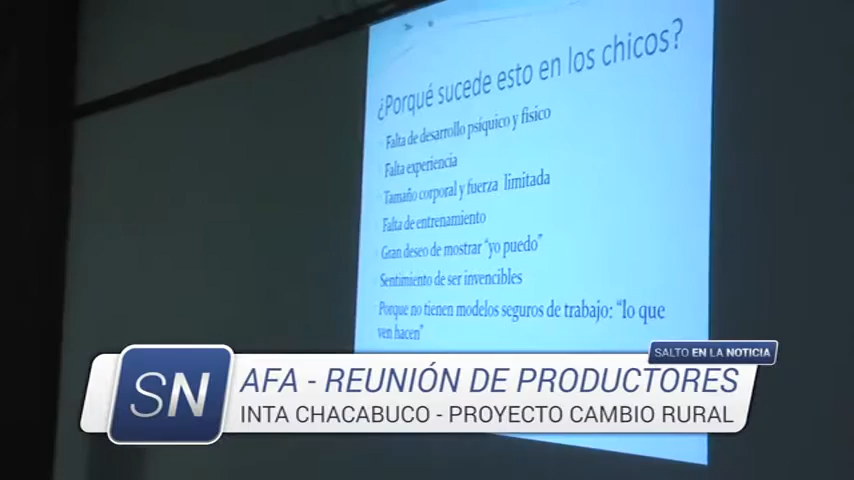 ¿Porqué sucede esto en los chicos?
Falta de desarrollo psíquico y fisico
Falta experiencia
Tamaño corporal y fuerza limitada
Falta de entrenamiento
Gran deseo de mostrar "yo puedo"
Sentimiento de ser invencibles
Porque no tienen modelos seguros de trabajo: "lo que
ven hacen"
SALTO EN LA NOTICIA
SN
AFA - REUNIÓN DE PRODUCTORES
INTA CHACABUCO - PROYECTO CAMBIO RURAL